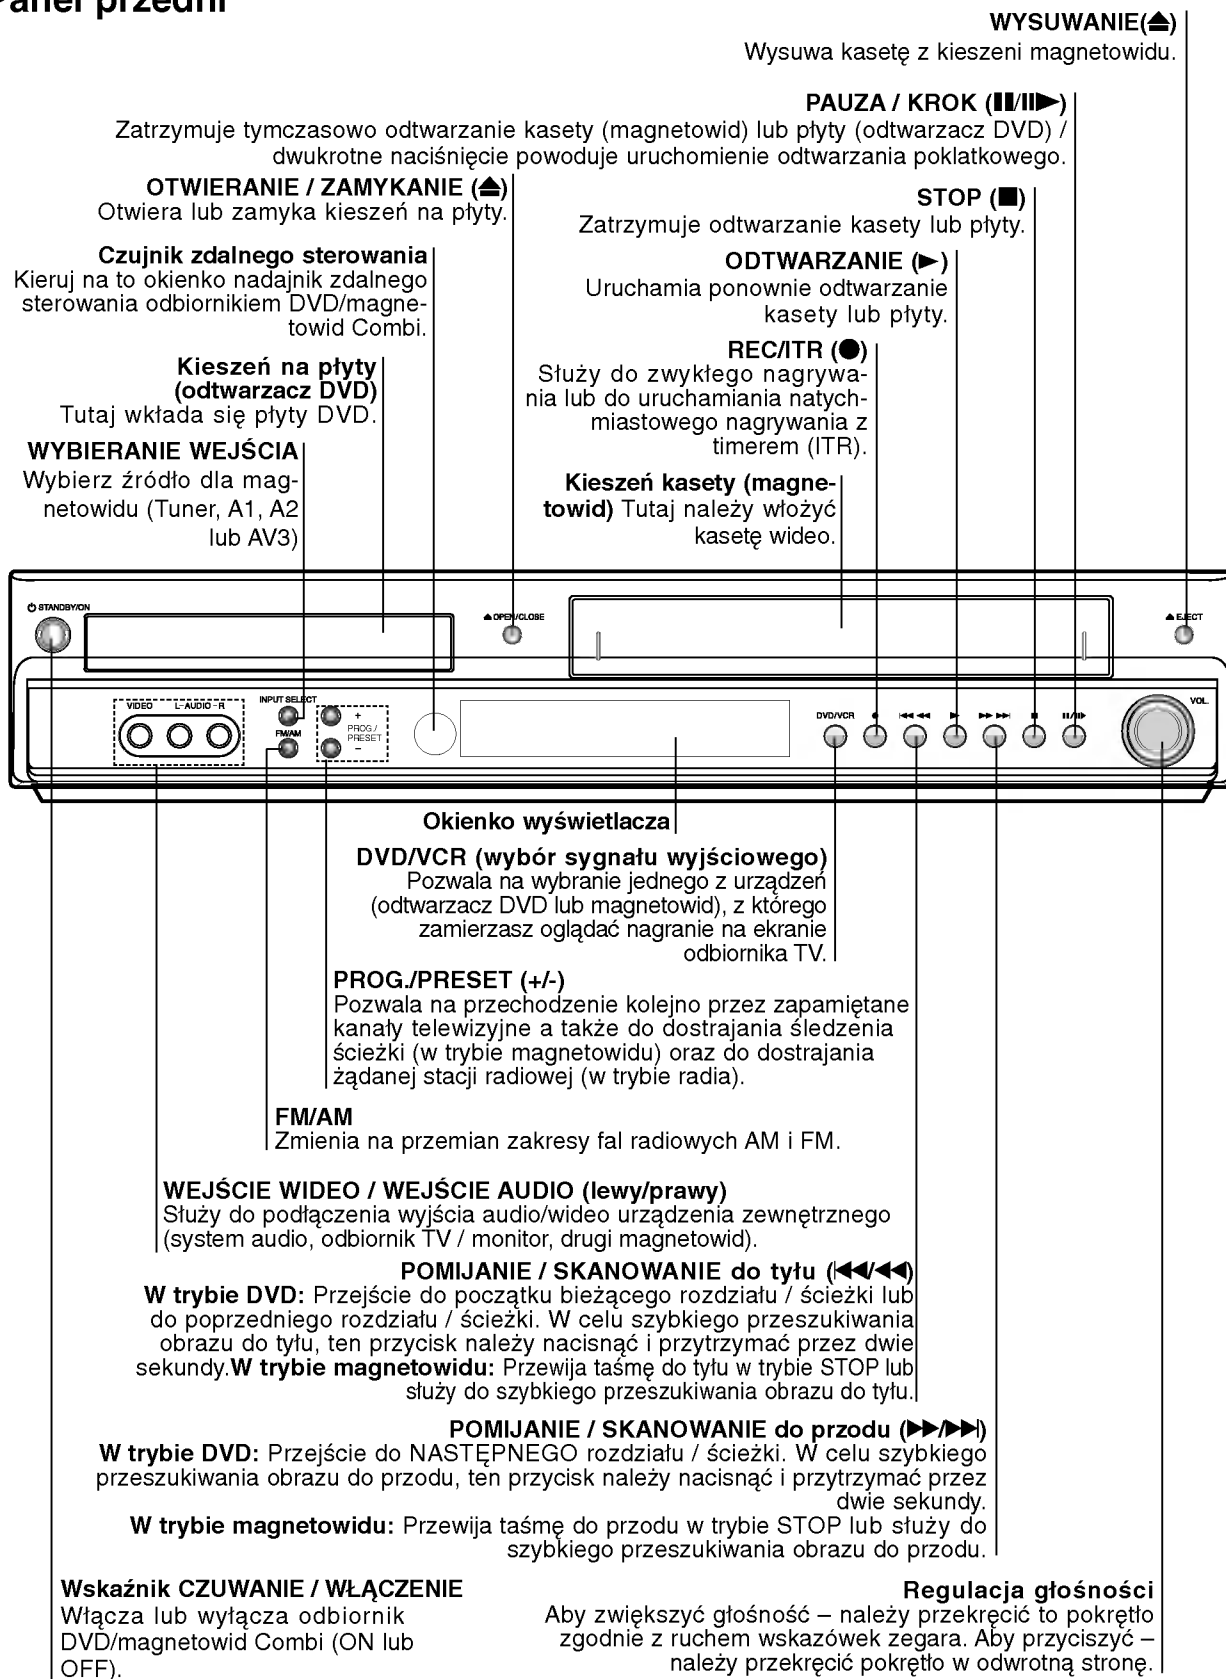 Panel przedni
WYSUWANIE(⏏)
Wysuwa kasetę z kieszeni magnetowidu.
PAUZA / KROK (❚❚/❚❚▶)
Zatrzymuje tymczasowo odtwarzanie kasety (magnetowid) lub płyty (odtwarzacz DVD) /
dwukrotne naciśnięcie powoduje uruchomienie odtwarzania poklatkowego.
OTWIERANIE / ZAMYKANIE (⏏)
Otwiera lub zamyka kieszeń na płyty.
STOP (■)
Zatrzymuje odtwarzanie kasety lub płyty.
Czujnik zdalnego sterowania
Kieruj na to okienko nadajnik zdalnego
sterowania odbiornikiem DVD/magne-
towid Combi.
ODTWARZANIE (▶)
Uruchamia ponownie odtwarzanie
kasety lub płyty.
Kieszeń na płyty
(odtwarzacz DVD)
Tutaj wkłada się płyty DVD.
REC/ITR (●)
Służy do zwykłego nagrywa-
nia lub do uruchamiania natych-
miastowego nagrywania z
timerem (ITR).
WYBIERANIE WEJŚCIA
Wybierz źródło dla mag-
netowidu (Tuner, A1, A2
lub AV3)
Kieszeń kasety (magne-
towid) Tutaj należy włożyć
kasetę wideo.
⏻ STANDBY/ON
⏏ OPEN/CLOSE
⏏ EJECT
VIDEO L-AUDIO-R
INPUT SELECT
FM/AM
+
PROG./
PRESET
−
DVD/VCR ● |◀◀ ◀◀ ▶ ▶▶ ▶▶| ■ ❚❚/❚❚▶
VOL.
Okienko wyświetlacza
DVD/VCR (wybór sygnału wyjściowego)
Pozwala na wybranie jednego z urządzeń
(odtwarzacz DVD lub magnetowid), z którego
zamierzasz oglądać nagranie na ekranie
odbiornika TV.
PROG./PRESET (+/-)
Pozwala na przechodzenie kolejno przez zapamiętane
kanały telewizyjne a także do dostrajania śledzenia
ścieżki (w trybie magnetowidu) oraz do dostrajania
żądanej stacji radiowej (w trybie radia).
FM/AM
Zmienia na przemian zakresy fal radiowych AM i FM.
WEJŚCIE WIDEO / WEJŚCIE AUDIO (lewy/prawy)
Służy do podłączenia wyjścia audio/wideo urządzenia zewnętrznego
(system audio, odbiornik TV / monitor, drugi magnetowid).
POMIJANIE / SKANOWANIE do tyłu (|◀◀/◀◀)
W trybie DVD: Przejście do początku bieżącego rozdziału / ścieżki lub
do poprzedniego rozdziału / ścieżki. W celu szybkiego przeszukiwania
obrazu do tyłu, ten przycisk należy nacisnąć i przytrzymać przez dwie
sekundy.W trybie magnetowidu: Przewija taśmę do tyłu w trybie STOP lub
służy do szybkiego przeszukiwania obrazu do tyłu.
POMIJANIE / SKANOWANIE do przodu (▶▶/▶▶|)
W trybie DVD: Przejście do NASTĘPNEGO rozdziału / ścieżki. W celu szybkiego
przeszukiwania obrazu do przodu, ten przycisk należy nacisnąć i przytrzymać przez
dwie sekundy.
W trybie magnetowidu: Przewija taśmę do przodu w trybie STOP lub służy do
szybkiego przeszukiwania obrazu do przodu.
Wskaźnik CZUWANIE / WŁĄCZENIE
Włącza lub wyłącza odbiornik
DVD/magnetowid Combi (ON lub
OFF).
Regulacja głośności
Aby zwiększyć głośność – należy przekręcić to pokrętło
zgodnie z ruchem wskazówek zegara. Aby przyciszyć –
należy przekręcić pokrętło w odwrotną stronę.